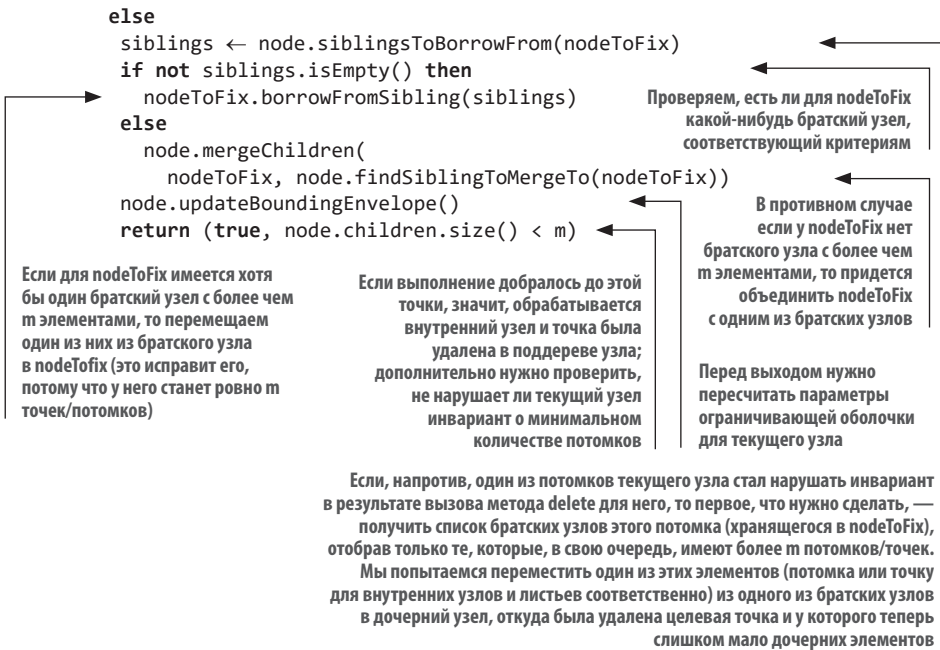 else
siblings ← node.siblingsToBorrowFrom(nodeToFix)
if not siblings.isEmpty() then
nodeToFix.borrowFromSibling(siblings)
else
node.mergeChildren(
nodeToFix, node.findSiblingToMergeTo(nodeToFix))
node.updateBoundingEnvelope()
return (true, node.children.size() < m)
Проверяем, есть ли для nodeToFix
какой-нибудь братский узел,
соответствующий критериям
В противном случае
если у nodeToFix нет
братского узла с более чем
m элементами, то придется
объединить nodeToFix
с одним из братских узлов
Если для nodeToFix имеется хотя
бы один братский узел с более чем
m элементами, то перемещаем
один из них из братского узла
в nodeTofix (это исправит его,
потому что у него станет ровно m
точек/потомков)
Если выполнение добралось до этой
точки, значит, обрабатывается
внутренний узел и точка была
удалена в поддереве узла;
дополнительно нужно проверить,
не нарушает ли текущий узел
инвариант о минимальном
количестве потомков
Перед выходом нужно
пересчитать параметры
ограничивающей оболочки
для текущего узла
Если, напротив, один из потомков текущего узла стал нарушать инвариант
в результате вызова метода delete для него, то первое, что нужно сделать, —
получить список братских узлов этого потомка (хранящегося в nodeToFix),
отобрав только те, которые, в свою очередь, имеют более m потомков/точек.
Мы попытаемся переместить один из этих элементов (потомка или точку
для внутренних узлов и листьев соответственно) из одного из братских узлов
в дочерний узел, откуда была удалена целевая точка и у которого теперь
слишком мало дочерних элементов